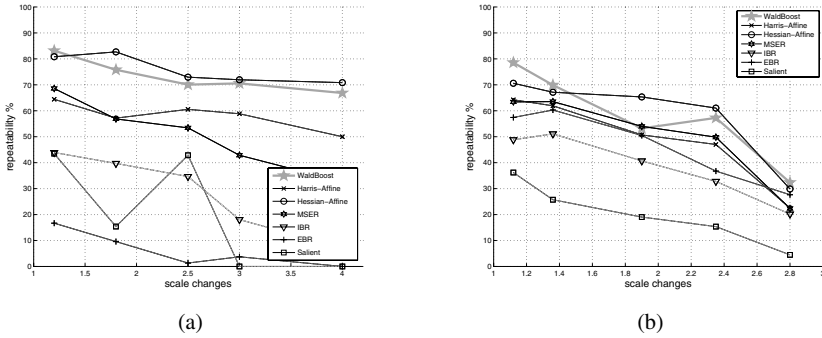 100
90
80
70
60
50
40
30
20
10
0
repeatability %
1 1.5 2 2.5 3 3.5 4
scale changes
WaldBoost
Harris−Affine
Hessian−Affine
MSER
IBR
EBR
Salient
(a)
100
90
80
70
60
50
40
30
20
10
0
repeatability %
1 1.2 1.4 1.6 1.8 2 2.2 2.4 2.6 2.8 3
scale changes
WaldBoost
Harris−Affine
Hessian−Affine
MSER
IBR
EBR
Salient
(b)